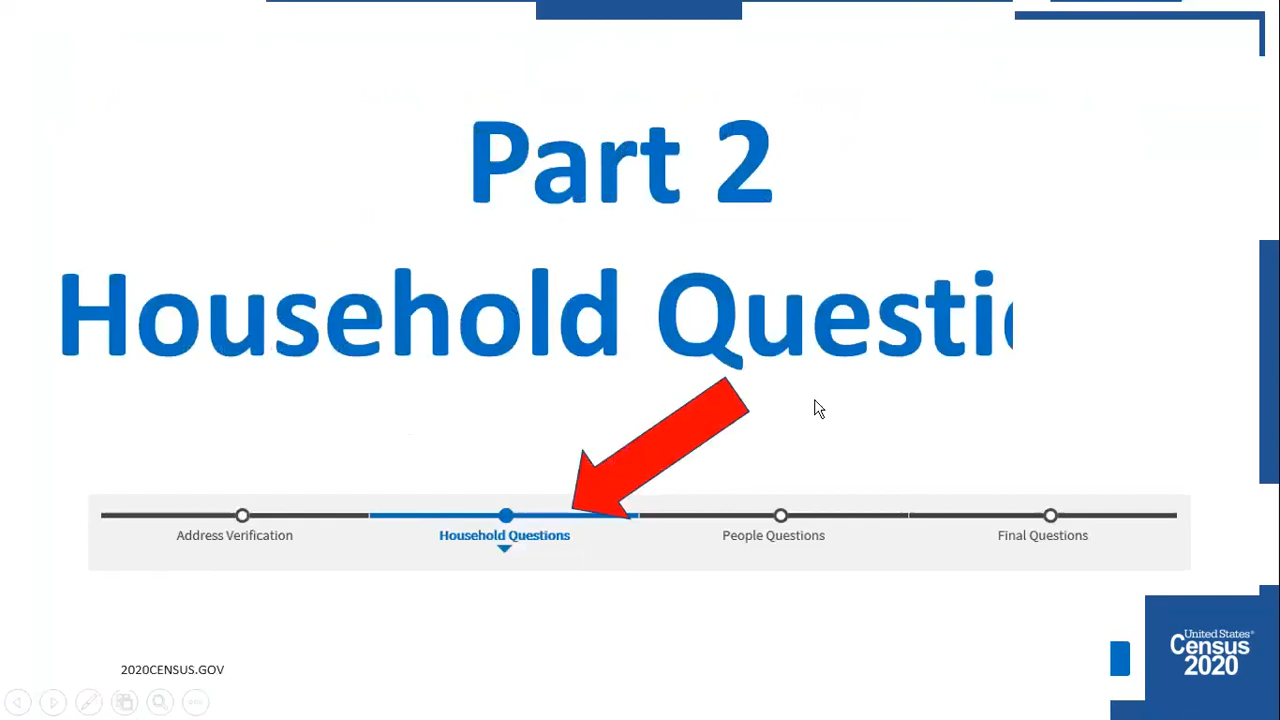 Part 2
Household Questi
Address Verification
Household Questions
People Questions
Final Questions
2020CENSUS.GOV
United States®
Census
2020